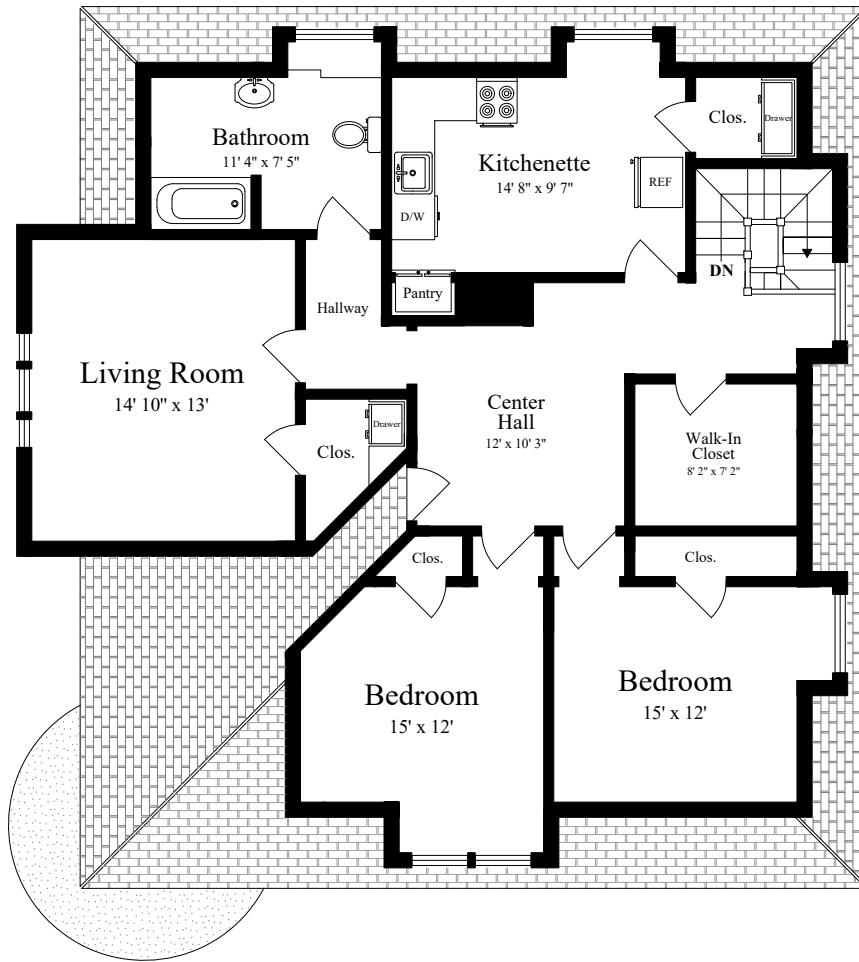 Bathroom
11' 4" x 7' 5"
Kitchenette
14' 8" x 9' 7"
Clos.
Drawer
REF
D/W
DN
Pantry
Hallway
Living Room
14' 10" x 13'
Center
Hall
12' x 10' 3"
Drawer
Clos.
Walk-In
Closet
8' 2" x 7' 2"
Clos.
Clos.
Bedroom
15' x 12'
Bedroom
15' x 12'